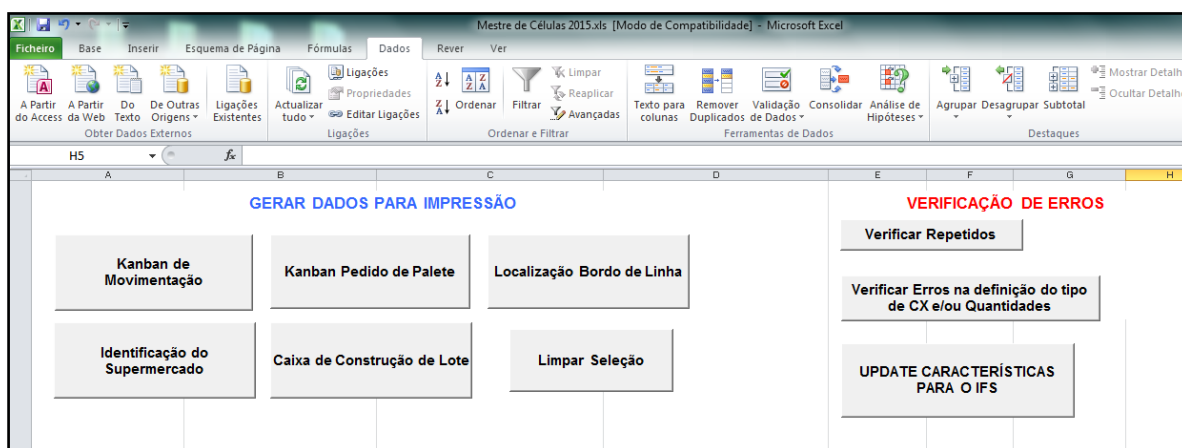 Mestre de Células 2015.xls [Modo de Compatibilidade] - Microsoft Excel
Ficheiro Base Inserir Esquema de Página Fórmulas Dados Rever Ver
A Partir do Access
A Partir da Web
Do Texto
De Outras Origens
Ligações Existentes
Obter Dados Externos
Actualizar tudo
Ligações
Propriedades
Editar Ligações
Ligações
Ordenar
Filtrar
Limpar
Reaplicar
Avançadas
Ordenar e Filtrar
Texto para colunas
Remover Duplicados
Validação de Dados
Consolidar
Análise de Hipóteses
Ferramentas de Dados
Agrupar
Desagrupar
Subtotal
Mostrar Detalh
Ocultar Detalh
Destaques
H5 fx
A B C D E F G H
GERAR DADOS PARA IMPRESSÃO
VERIFICAÇÃO DE ERROS
Kanban de
Movimentação
Kanban Pedido de Palete
Localização Bordo de Linha
Verificar Repetidos
Verificar Erros na definição do tipo
de CX e/ou Quantidades
Identificação do
Supermercado
Caixa de Construção de Lote
Limpar Seleção
UPDATE CARACTERÍSTICAS
PARA O IFS